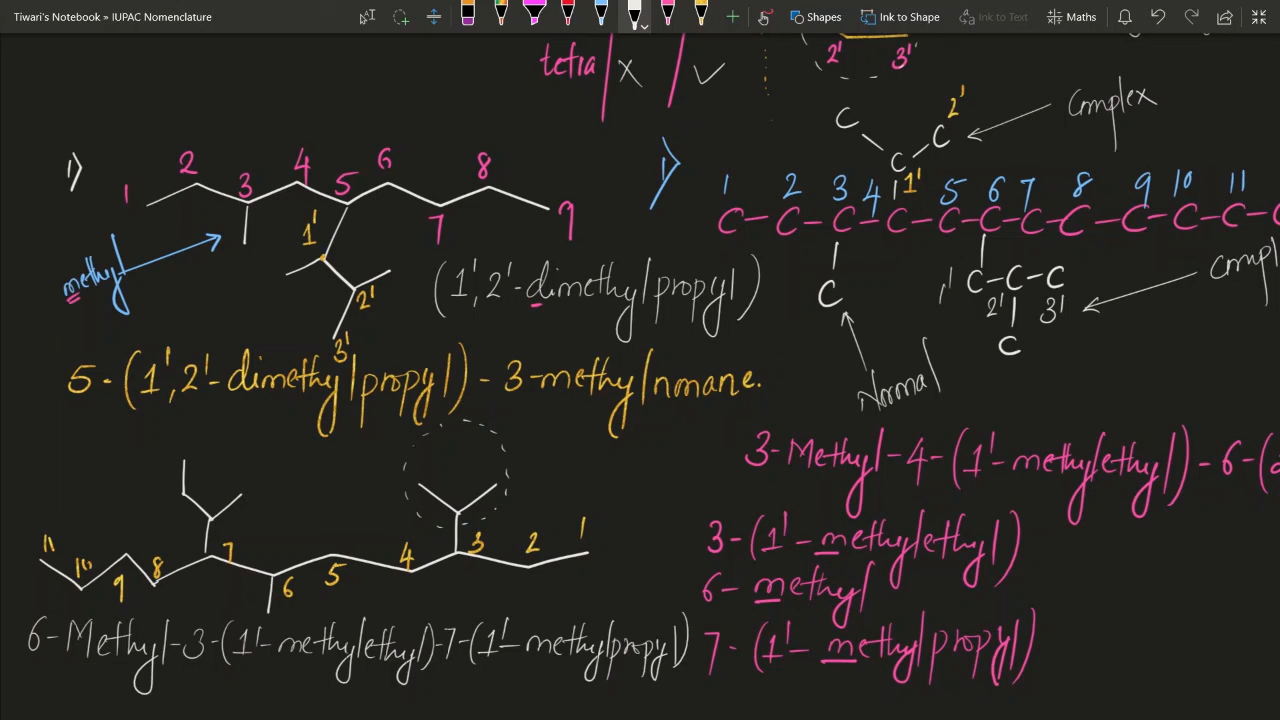 Tiwari's Notebook » IUPAC Nomenclature
Shapes
Ink to Shape
Ink to Text
Maths
tetra x ✓
2' 3'
1) 1 2 3 4 5 6 7 8 9
1' 2' 3'
methyl
(1',2'-dimethylpropyl)
5-(1',2'-dimethylpropyl)-3-methylnonane.
1)
C C 2'
C 1'
Complex
1 2 3 4 5 6 7 8 9 10 11
C-C-C-C-C-C-C-C-C-C-C-C
C
1' C-C-C
2' 3'
C
Compl
Normal
3-Methyl-4-(1'-methylethyl)-6-(
11 10 9 8 7 6 5 4 3 2 1
3-(1'-methylethyl)
6-methyl
7-(1'-methylpropyl)
6-Methyl-3-(1'-methylethyl)-7-(1'-methylpropyl)